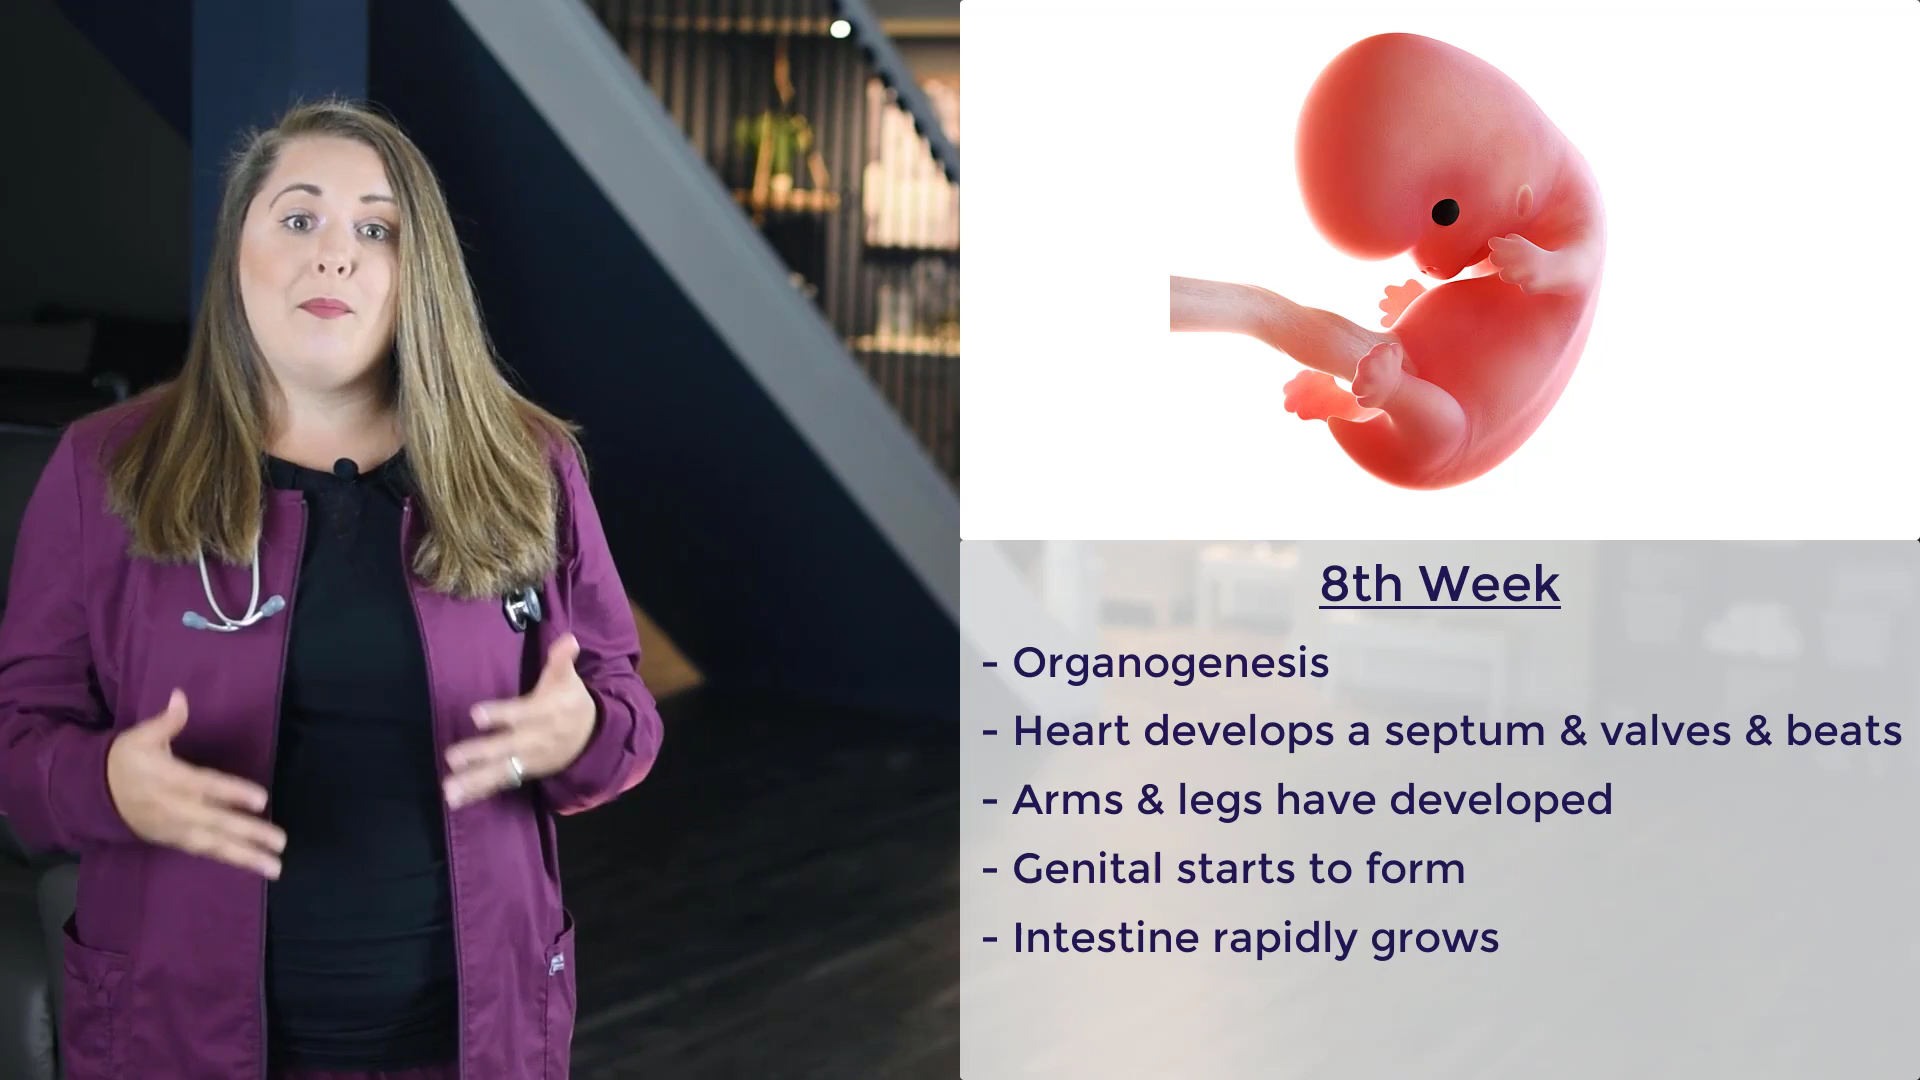 8th Week
- Organogenesis
- Heart develops a septum & valves & beats
- Arms & legs have developed
- Genital starts to form
- Intestine rapidly grows